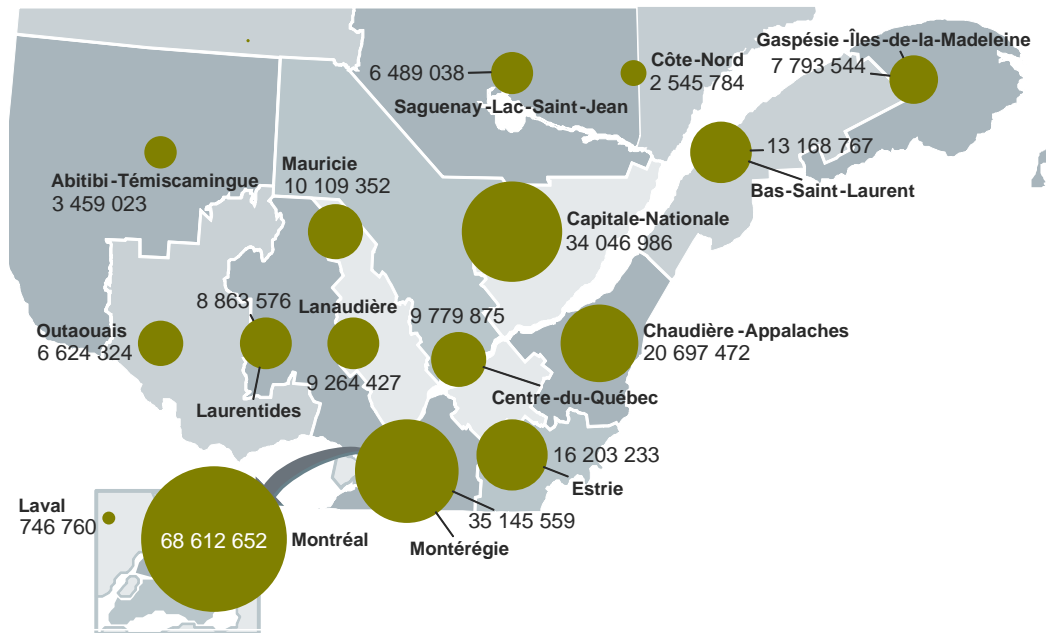 Gaspésie-Îles-de-la-Madeleine
7 793 544
Côte-Nord
2 545 784
6 489 038
Saguenay-Lac-Saint-Jean
13 168 767
Bas-Saint-Laurent
Abitibi-Témiscamingue
3 459 023
Mauricie
10 109 352
Capitale-Nationale
34 046 986
8 863 576
Lanaudière
9 264 427
9 779 875
Centre-du-Québec
Chaudière-Appalaches
20 697 472
Outaouais
6 624 324
Laurentides
16 203 233
Estrie
35 145 559
Montérégie
Laval
746 760
68 612 652
Montréal